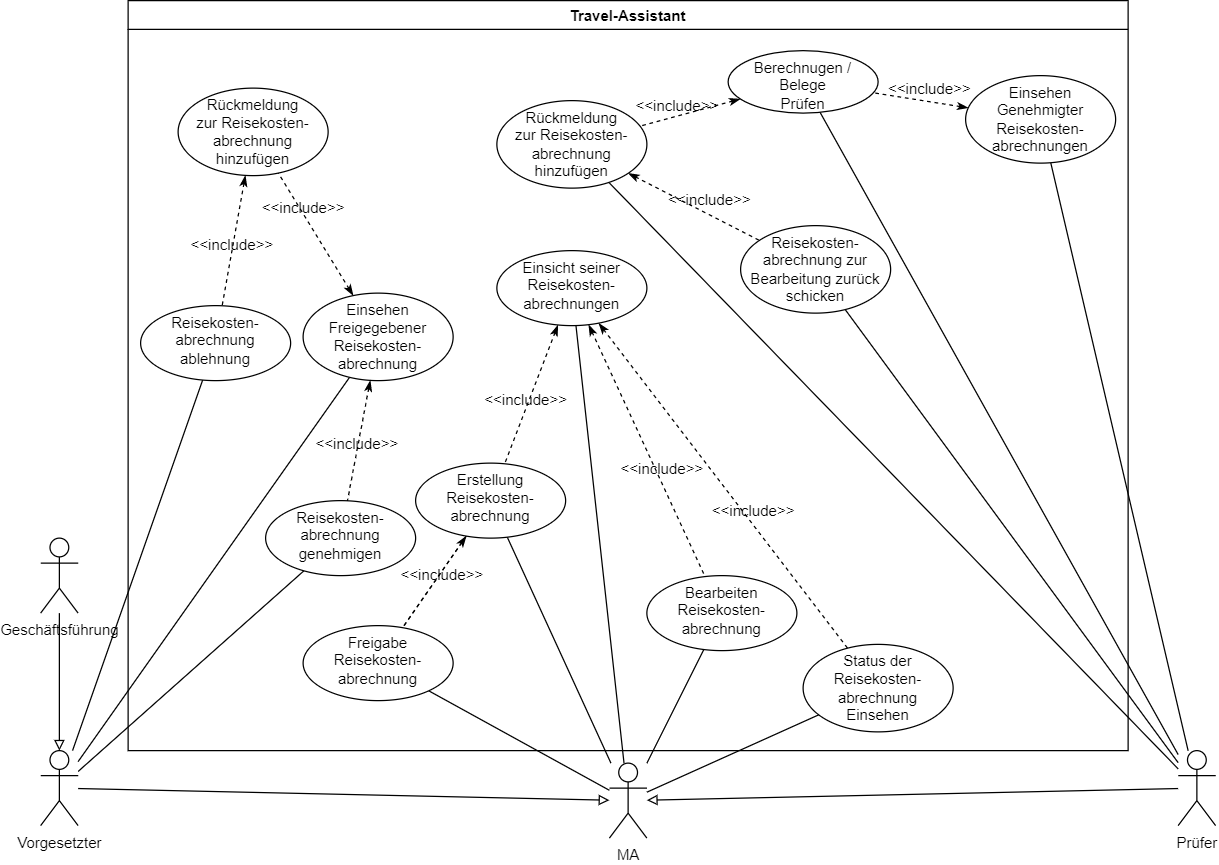 Travel-Assistant
Rückmeldung
zur Reisekosten-
abrechnung
hinzufügen
<<include>>
<<include>>
Reisekosten-
abrechnung
ablehnung
Einsehen
Freigegebener
Reisekosten-
abrechnung
<<include>>
Reisekosten-
abrechnung
genehmigen
Rückmeldung
zur Reisekosten-
abrechnung
hinzufügen
<<include>>
Berechnugen /
Belege
Prüfen
<<include>>
Einsehen
Genehmigter
Reisekosten-
abrechnungen
<<include>>
Reisekosten-
abrechnung zur
Bearbeitung zurück
schicken
Einsicht seiner
Reisekosten-
abrechnungen
<<include>>
<<include>>
<<include>>
Erstellung
Reisekosten-
abrechnung
<<include>>
Freigabe
Reisekosten-
abrechnung
Bearbeiten
Reisekosten-
abrechnung
Status der
Reisekosten-
abrechnung
Einsehen
Geschäftsführung
Vorgesetzter
MA
Prüfer